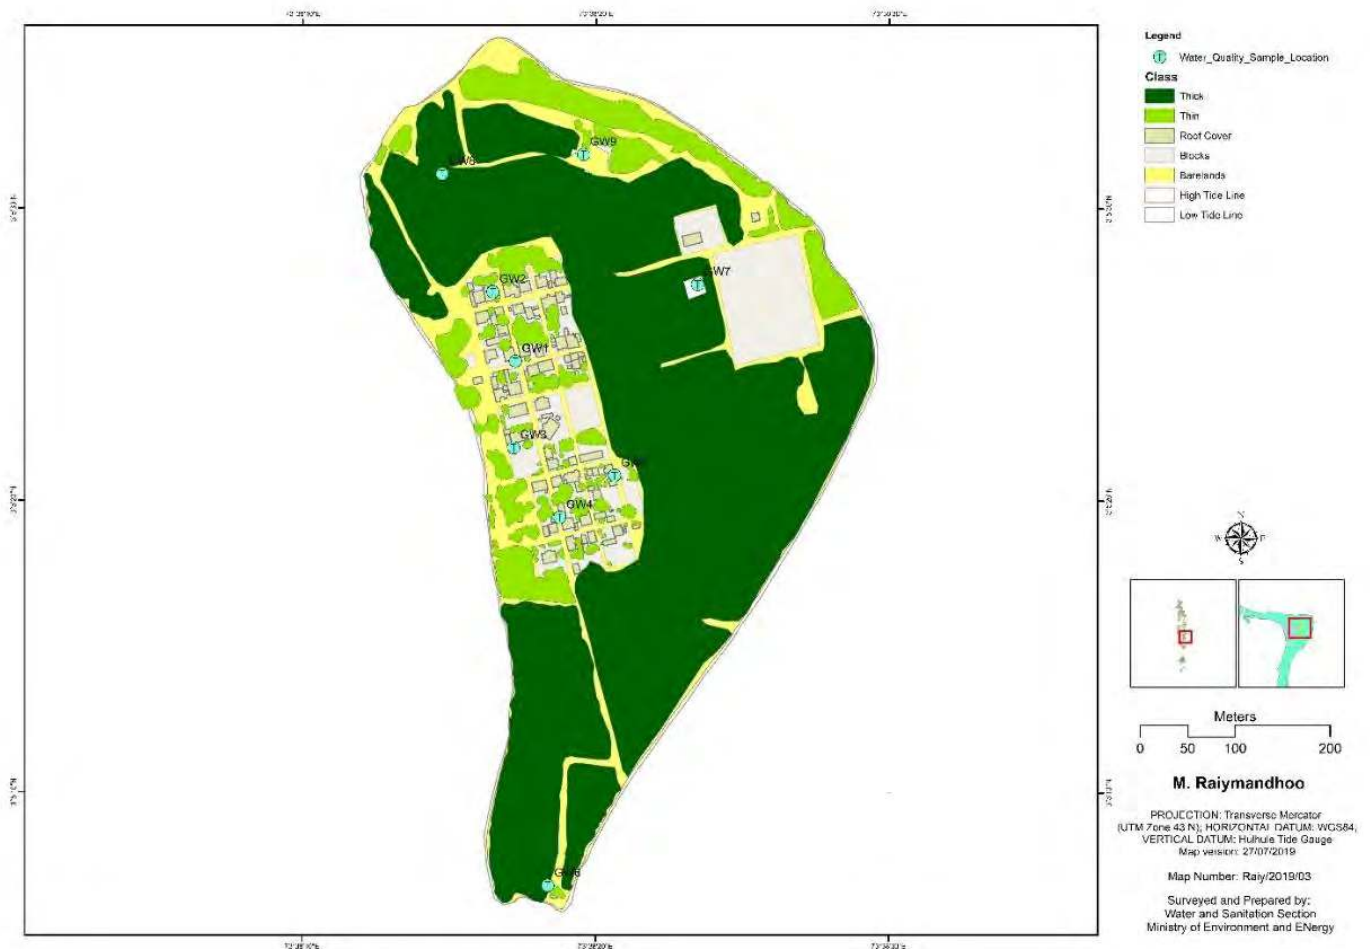 Legend
Water_Quality_Sample_Location
Class
Thick
Thin
Roof Cover
Blocks
Barelands
High Tide Line
Low Tide Line
GW9
GW8
GW7
GW2
GW1
GW3
GW4
GW6
N
S
Meters
0 50 100 200
M. Raiymandhoo
PROJECTION: Transverse Mercator
(UTM Zone 43 N); HORIZONTAL DATUM: WGS84;
VERTICAL DATUM: Hulhule Tide Gauge
Map version: 27/07/2019
Map Number: Raiy/2019/03
Surveyed and Prepared by:
Water and Sanitation Section
Ministry of Environment and ENergy